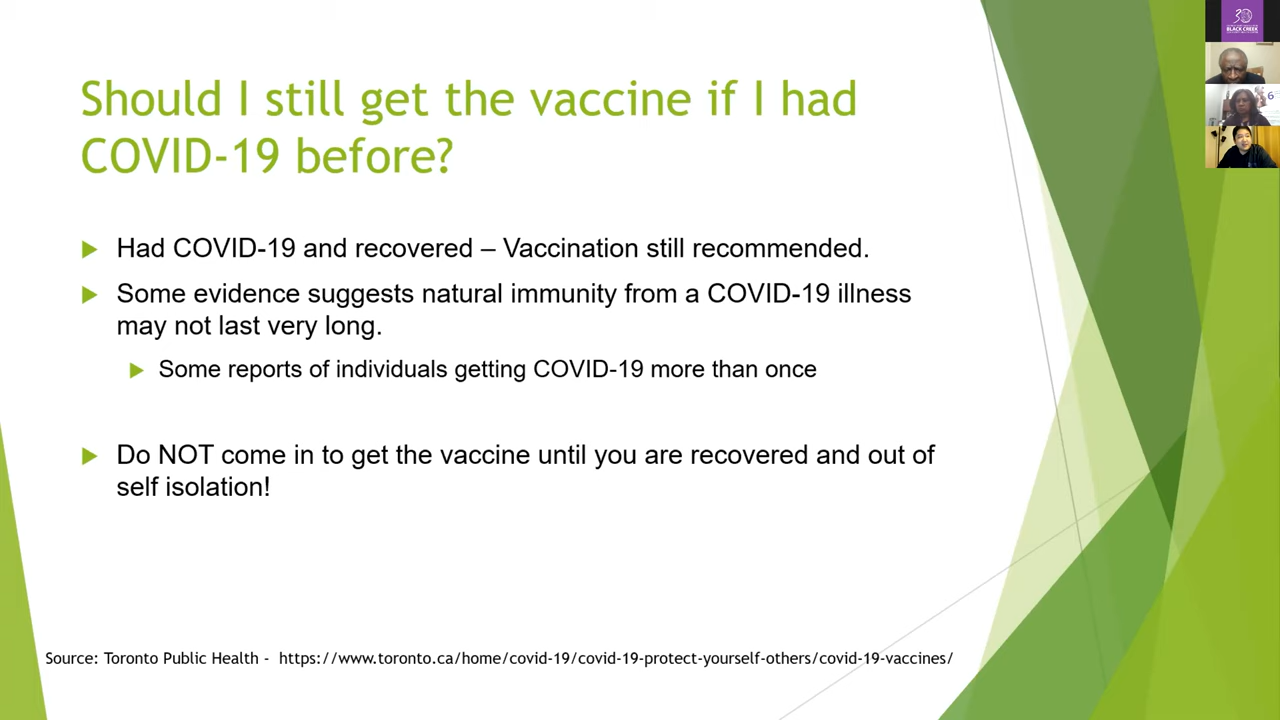 Should I still get the vaccine if I had
COVID-19 before?
Had COVID-19 and recovered – Vaccination still recommended.
Some evidence suggests natural immunity from a COVID-19 illness
may not last very long.
Some reports of individuals getting COVID-19 more than once
Do NOT come in to get the vaccine until you are recovered and out of
self isolation!
Source: Toronto Public Health - https://www.toronto.ca/home/covid-19/covid-19-protect-yourself-others/covid-19-vaccines/
30
BLACK CREEK
6